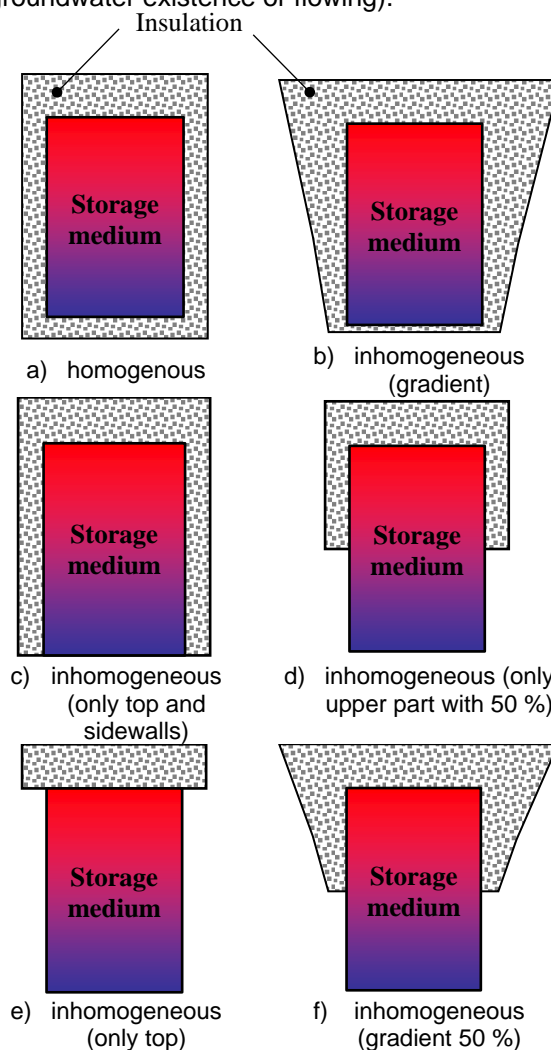 groundwater existence or flowing).
Insulation
Storage
medium
Storage
medium
a) homogenous
b) inhomogeneous
(gradient)
Storage
medium
Storage
medium
c) inhomogeneous
(only top and
sidewalls)
d) inhomogeneous (only
upper part with 50 %)
Storage
medium
Storage
medium
e) inhomogeneous
(only top)
f) inhomogeneous
(gradient 50 %)